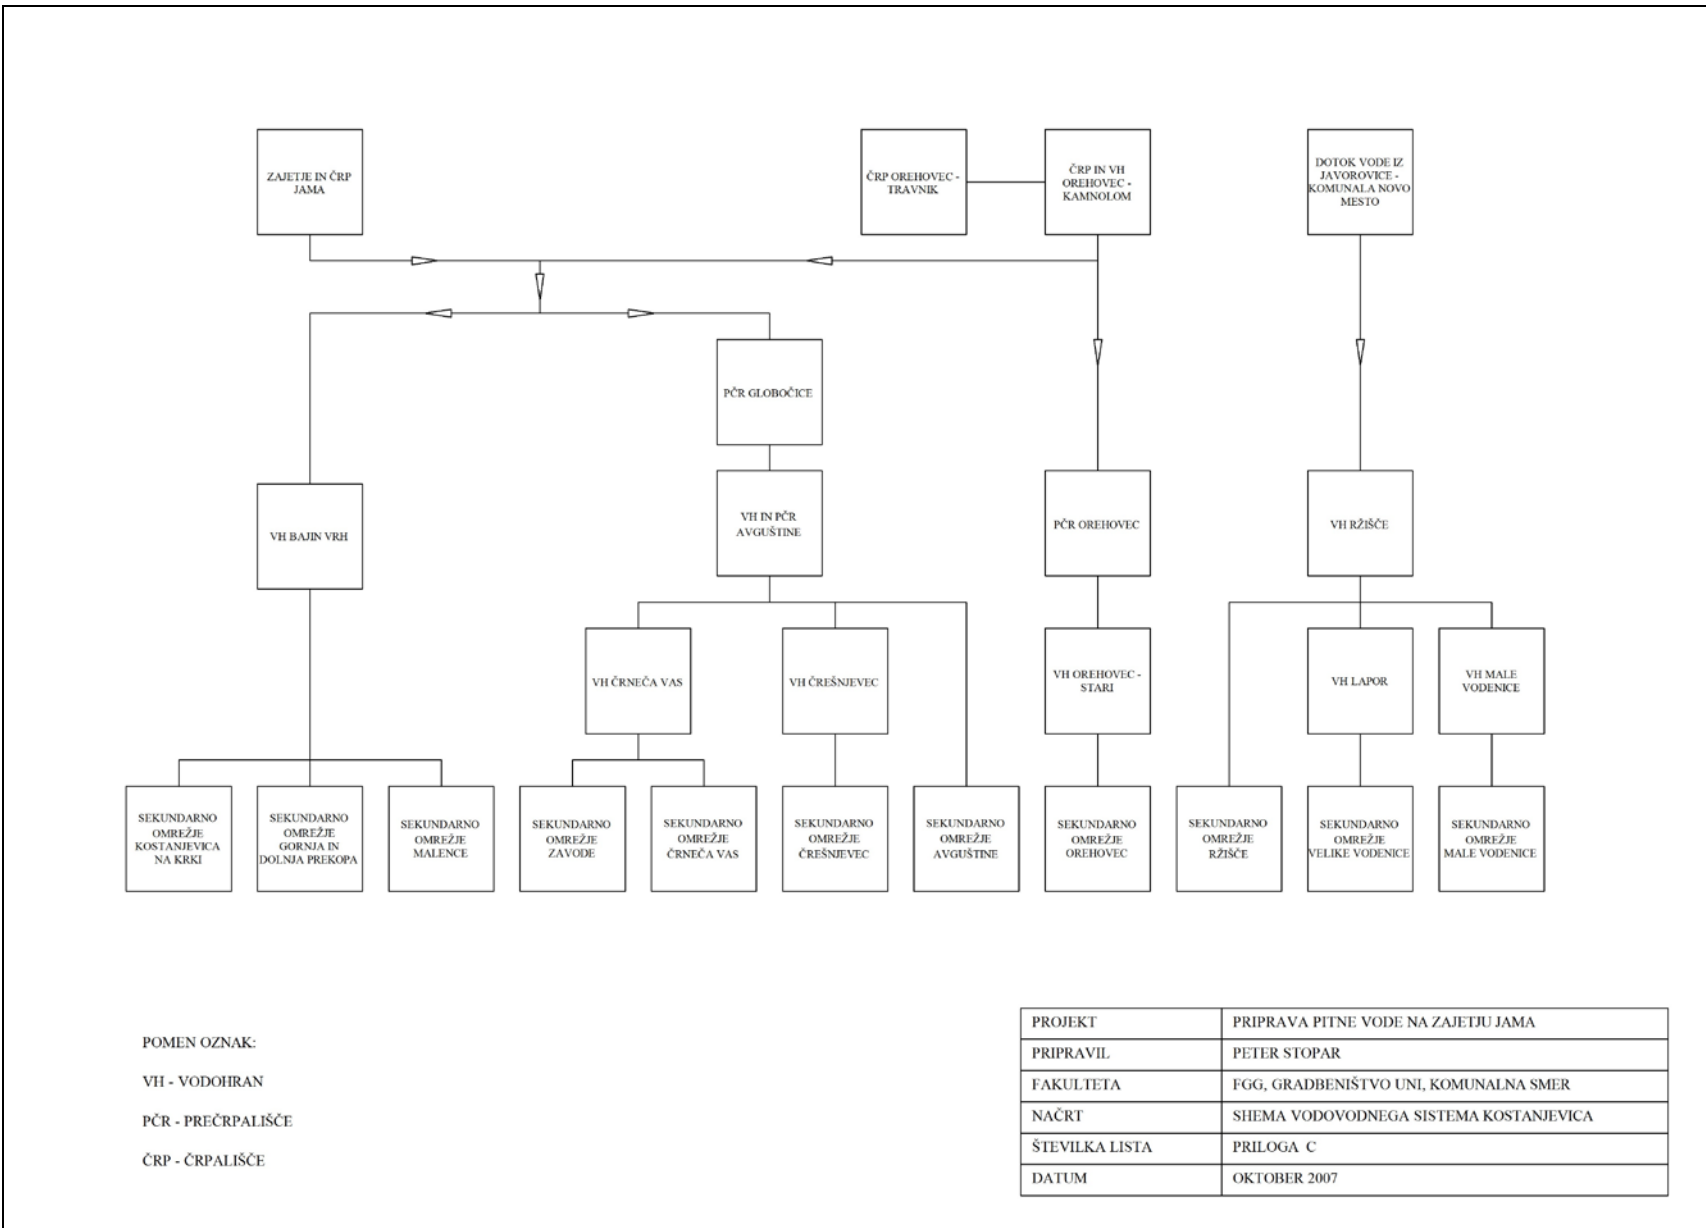 ZAJETJE IN ČRP
JAMA
ČRP OREHOVEC -
TRAVNIK
ČRP IN VH
OREHOVEC -
KAMNOLOM
DOTOK VODE IZ
JAVOROVICE -
KOMUNALA NOVO
MESTO
PČR GLOBOČICE
VH BAJIN VRH
VH IN PČR
AVGUŠTINE
PČR OREHOVEC
VH RŽIŠČE
VH ČRNEČA VAS
VH ČREŠNJEVEC
VH OREHOVEC -
STARI
VH LAPOR
VH MALE
VODENICE
SEKUNDARNO
OMREŽJE
KOSTANJEVICA
NA KRKI
SEKUNDARNO
OMREŽJE
GORNJA IN
DOLNJA PREKOPA
SEKUNDARNO
OMREŽJE
MALENCE
SEKUNDARNO
OMREŽJE
ZAVODE
SEKUNDARNO
OMREŽJE
ČRNEČA VAS
SEKUNDARNO
OMREŽJE
ČREŠNJEVEC
SEKUNDARNO
OMREŽJE
AVGUŠTINE
SEKUNDARNO
OMREŽJE
OREHOVEC
SEKUNDARNO
OMREŽJE
RŽIŠČE
SEKUNDARNO
OMREŽJE
VELIKE VODENICE
SEKUNDARNO
OMREŽJE
MALE VODENICE
POMEN OZNAK:
VH - VODOHRAN
PČR - PREČRPALIŠČE
ČRP - ČRPALIŠČE
PROJEKT PRIPRAVA PITNE VODE NA ZAJETJU JAMA
PRIPRAVIL PETER STOPAR
FAKULTETA FGG, GRADBENIŠTVO UNI, KOMUNALNA SMER
NAČRT SHEMA VODOVODNEGA SISTEMA KOSTANJEVICA
ŠTEVILKA LISTA PRILOGA C
DATUM OKTOBER 2007